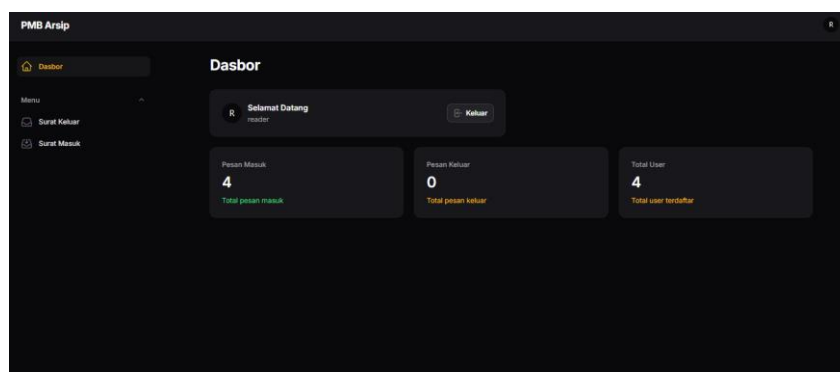 PMB Arsip
R
Dasbor
Menu
Surat Keluar
Surat Masuk
Dasbor
R
Selamat Datang
reader
Keluar
Pesan Masuk
4
Total pesan masuk
Pesan Keluar
0
Total pesan keluar
Total User
4
Total user terdaftar